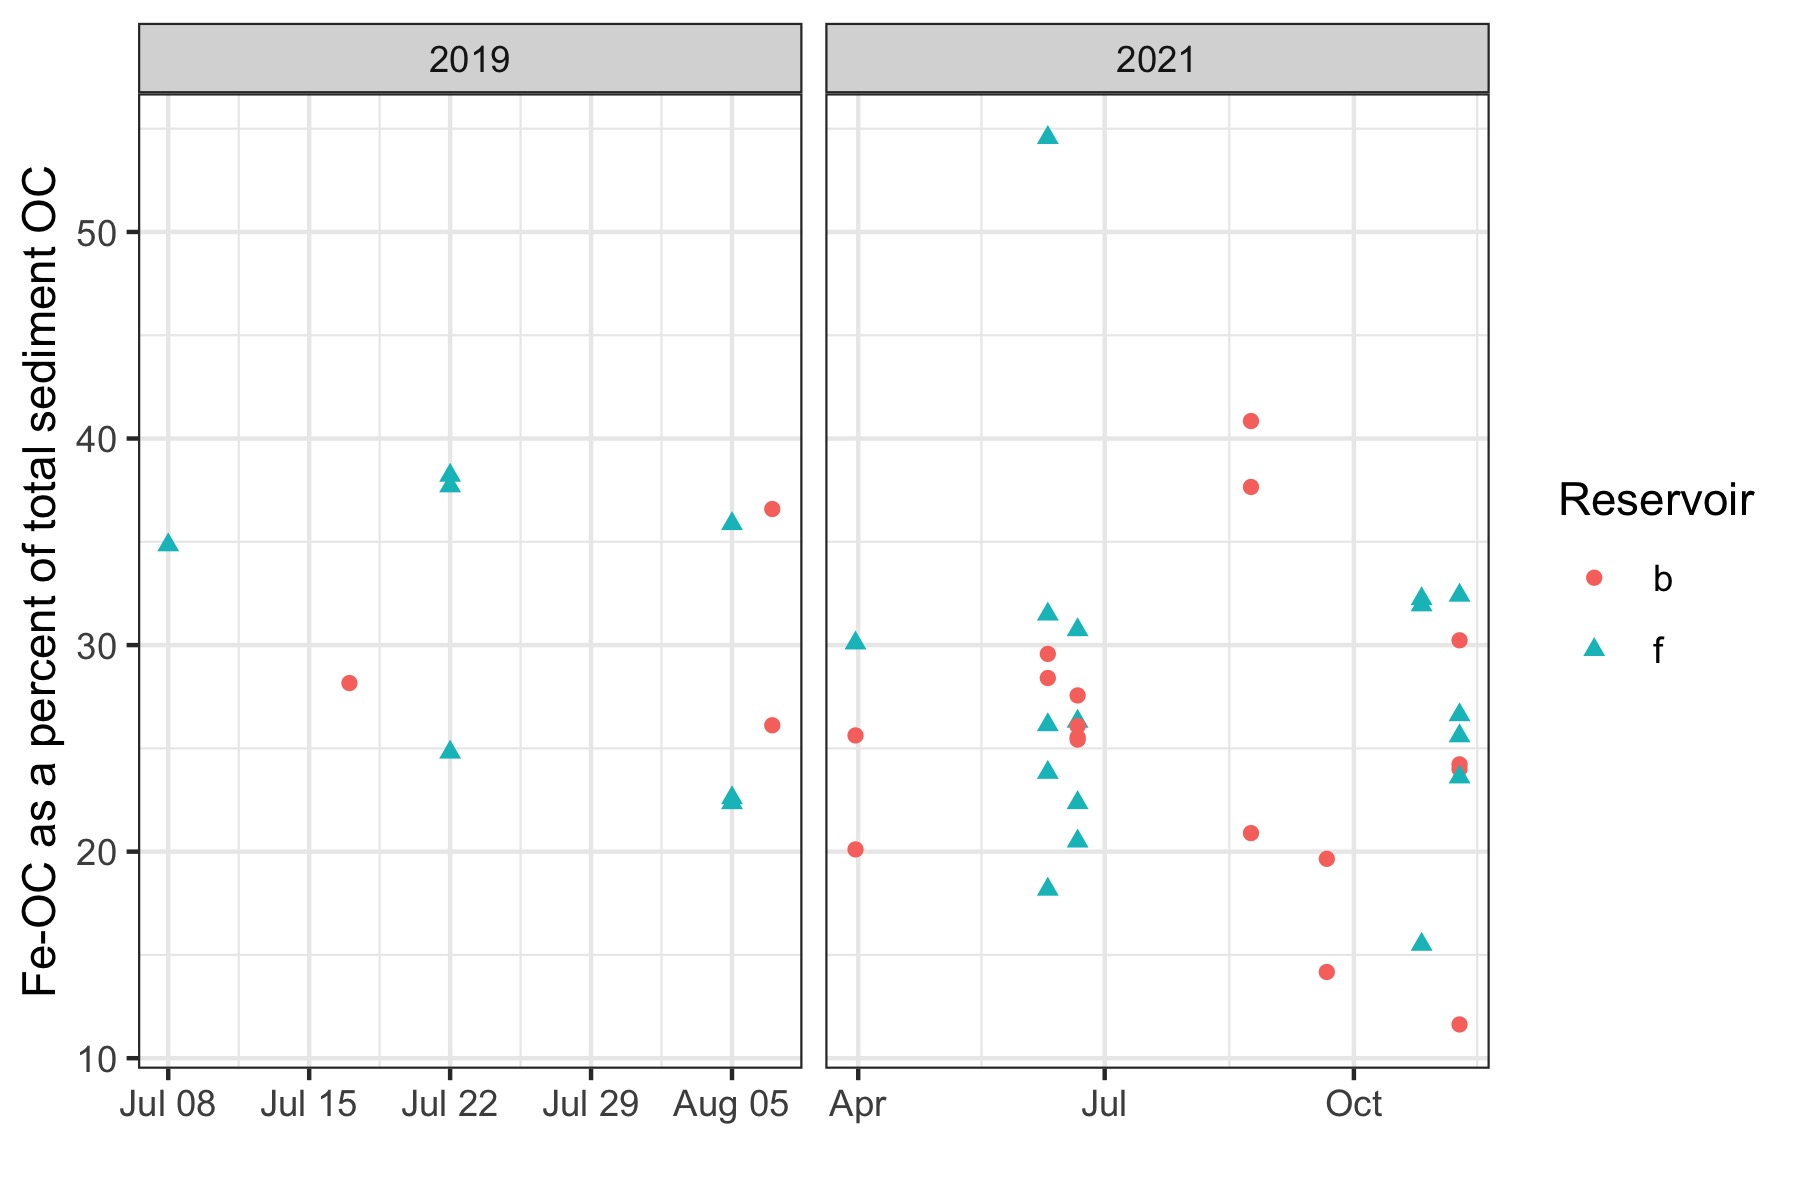 2019
2021
Fe-OC as a percent of total sediment OC
50
40
30
20
10
Jul 08
Jul 15
Jul 22
Jul 29
Aug 05
Apr
Jul
Oct
Reservoir
b
f